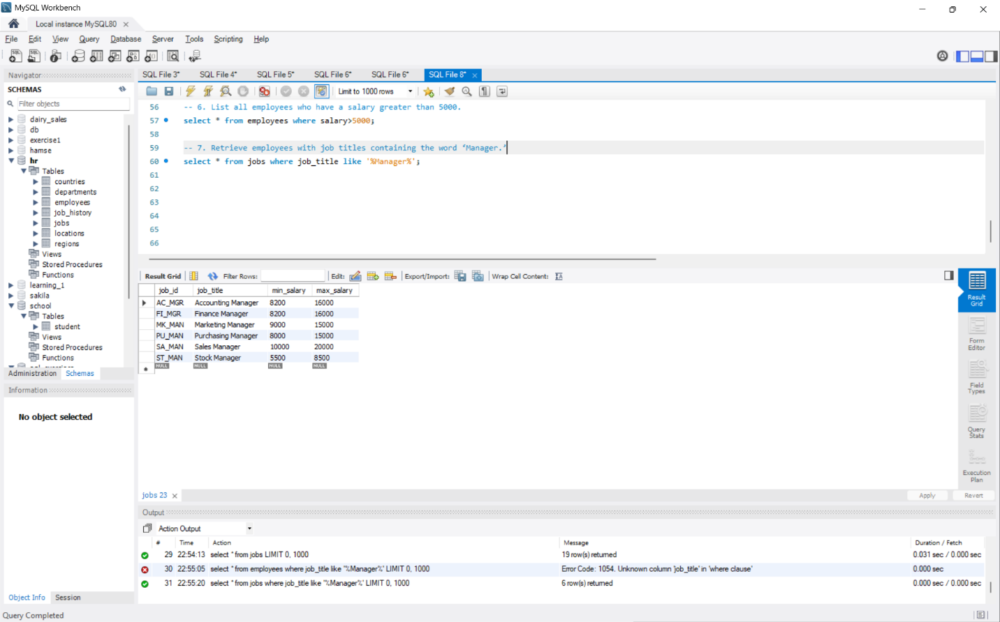 MySQL Workbench
Local instance MySQL80
File Edit View Query Database Server Tools Scripting Help
Navigator
SCHEMAS
Filter objects
dairy_sales
db
exercise1
hamse
hr
Tables
countries
departments
employees
job_history
jobs
locations
regions
Views
Stored Procedures
Functions
learning_1
sakila
school
Tables
student
Views
Stored Procedures
Functions
Administration Schemas
Information
No object selected
Object Info Session
SQL File 3* SQL File 4* SQL File 5* SQL File 6* SQL File 6* SQL File 8*
Limit to 1000 rows
56 -- 6. List all employees who have a salary greater than 5000.
57 select * from employees where salary>5000;
58
59 -- 7. Retrieve employees with job titles containing the word ‘Manager.’
60 select * from jobs where job_title like '%Manager%';
61
62
63
64
65
66
Result Grid Filter Rows: Edit: Export/Import: Wrap Cell Content:
job_id job_title min_salary max_salary
AC_MGR Accounting Manager 8200 16000
FI_MGR Finance Manager 8200 16000
MK_MAN Marketing Manager 9000 15000
PU_MAN Purchasing Manager 8000 15000
SA_MAN Sales Manager 10000 20000
ST_MAN Stock Manager 5500 8500
NULL NULL NULL NULL
Result
Grid
Form
Editor
Field
Types
Query
Stats
Execution
Plan
jobs 23
Apply Revert
Output
Action Output
# Time Action Message Duration / Fetch
29 22:54:13 select * from jobs LIMIT 0, 1000 19 row(s) returned 0.031 sec / 0.000 sec
30 22:55:05 select * from employees where job_title like '%Manager%' LIMIT 0, 1000 Error Code: 1054. Unknown column 'job_title' in 'where clause' 0.000 sec
31 22:55:20 select * from jobs where job_title like '%Manager%' LIMIT 0, 1000 6 row(s) returned 0.000 sec / 0.000 sec
Query Completed